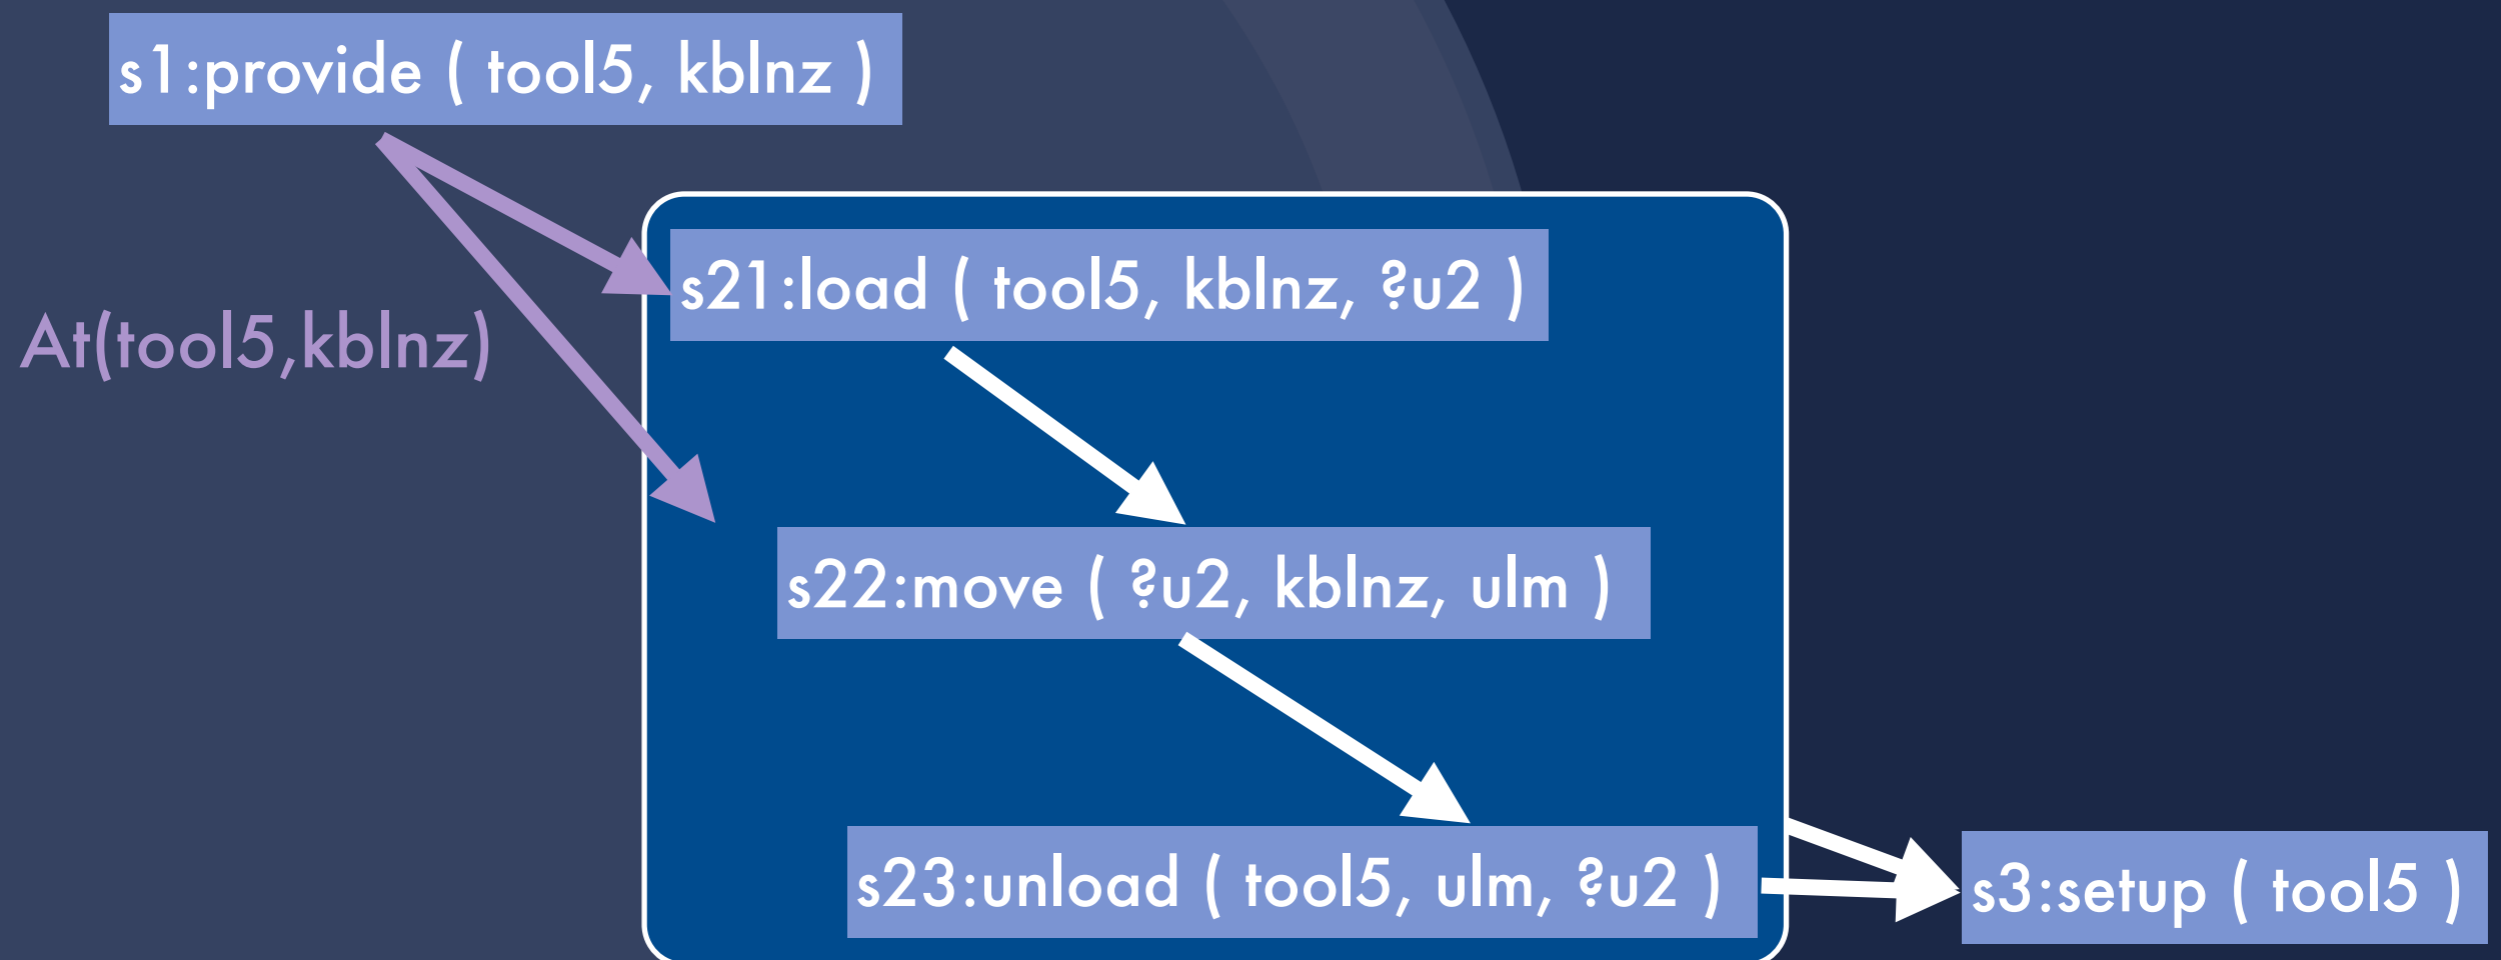 s1:provide ( tool5, kblnz )
s21:load ( tool5, kblnz, ?u2 )
At(tool5,kblnz)
s22:move ( ?u2, kblnz, ulm )
s23:unload ( tool5, ulm, ?u2 )
s3:setup ( tool5 )